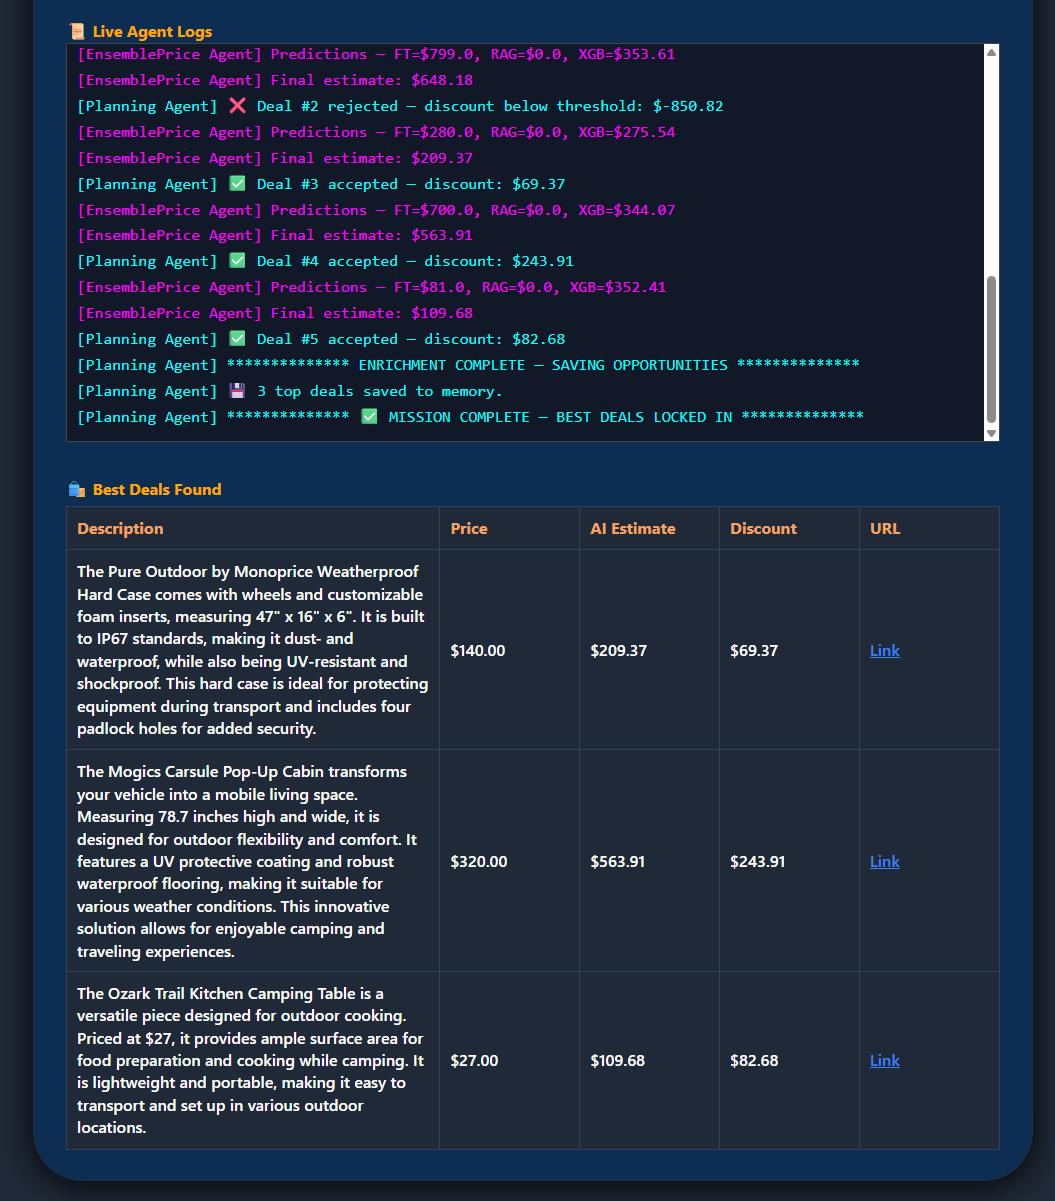 📜 Live Agent Logs
[EnsemblePrice Agent] Predictions — FT=$799.0, RAG=$0.0, XGB=$353.61
[EnsemblePrice Agent] Final estimate: $648.18
[Planning Agent] ❌ Deal #2 rejected — discount below threshold: $-850.82
[EnsemblePrice Agent] Predictions — FT=$280.0, RAG=$0.0, XGB=$275.54
[EnsemblePrice Agent] Final estimate: $209.37
[Planning Agent] ✅ Deal #3 accepted — discount: $69.37
[EnsemblePrice Agent] Predictions — FT=$700.0, RAG=$0.0, XGB=$344.07
[EnsemblePrice Agent] Final estimate: $563.91
[Planning Agent] ✅ Deal #4 accepted — discount: $243.91
[EnsemblePrice Agent] Predictions — FT=$81.0, RAG=$0.0, XGB=$352.41
[EnsemblePrice Agent] Final estimate: $109.68
[Planning Agent] ✅ Deal #5 accepted — discount: $82.68
[Planning Agent] ************** ENRICHMENT COMPLETE — SAVING OPPORTUNITIES **************
[Planning Agent] 💾 3 top deals saved to memory.
[Planning Agent] ************** ✅ MISSION COMPLETE — BEST DEALS LOCKED IN **************
🛍️ Best Deals Found
Description Price AI Estimate Discount URL
The Pure Outdoor by Monoprice Weatherproof
Hard Case comes with wheels and customizable
foam inserts, measuring 47" x 16" x 6". It is built
to IP67 standards, making it dust- and
waterproof, while also being UV-resistant and
shockproof. This hard case is ideal for protecting
equipment during transport and includes four
padlock holes for added security.
$140.00 $209.37 $69.37 Link
The Mogics Carsule Pop-Up Cabin transforms
your vehicle into a mobile living space.
Measuring 78.7 inches high and wide, it is
designed for outdoor flexibility and comfort. It
features a UV protective coating and robust
waterproof flooring, making it suitable for
various weather conditions. This innovative
solution allows for enjoyable camping and
traveling experiences.
$320.00 $563.91 $243.91 Link
The Ozark Trail Kitchen Camping Table is a
versatile piece designed for outdoor cooking.
Priced at $27, it provides ample surface area for
food preparation and cooking while camping. It
is lightweight and portable, making it easy to
transport and set up in various outdoor
locations.
$27.00 $109.68 $82.68 Link